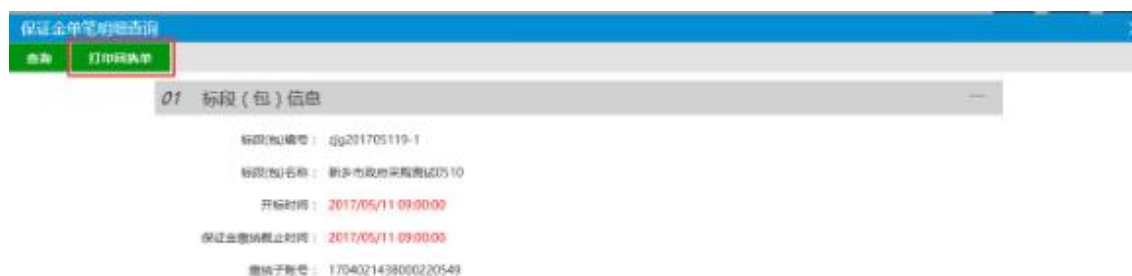 保证金单笔明细查询
查询 打印回执单
01 标段（包）信息
标段(包)编号： zjg201705119-1
标段(包)名称： 新乡市政府采购测试0510
开标时间： 2017/05/11 09:00:00
保证金缴纳截止时间： 2017/05/11 09:00:00
缴纳子账号： 1704021438000220549